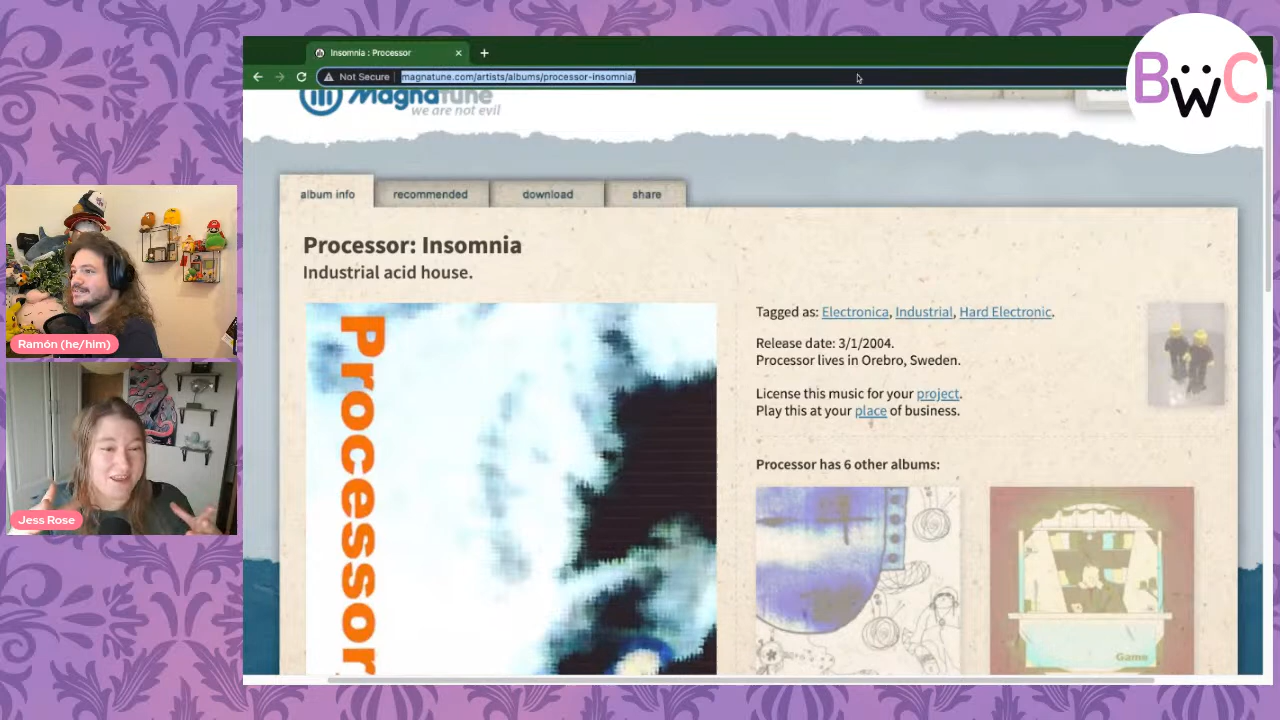 Insomnia : Processor
Not Secure
magnatune.com/artists/albums/processor-insomnia/
BWC
Magnatune
we are not evil
album info
recommended
download
share
Processor: Insomnia
Industrial acid house.
Processor
Tagged as: Electronica, Industrial, Hard Electronic.
Release date: 3/1/2004.
Processor lives in Orebro, Sweden.
License this music for your project.
Play this at your place of business.
Processor has 6 other albums:
Game
Ramón (he/him)
Jess Rose